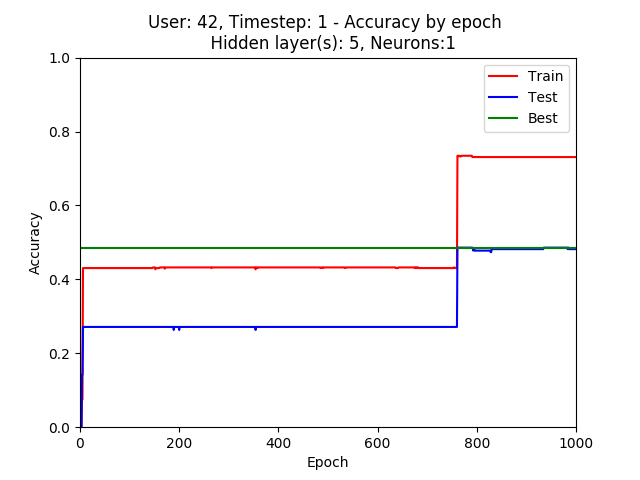 User: 42, Timestep: 1 - Accuracy by epoch
Hidden layer(s): 5, Neurons:1
Train
Test
Best
1.0
0.8
0.6
0.4
0.2
0.0
Accuracy
0 200 400 600 800 1000
Epoch